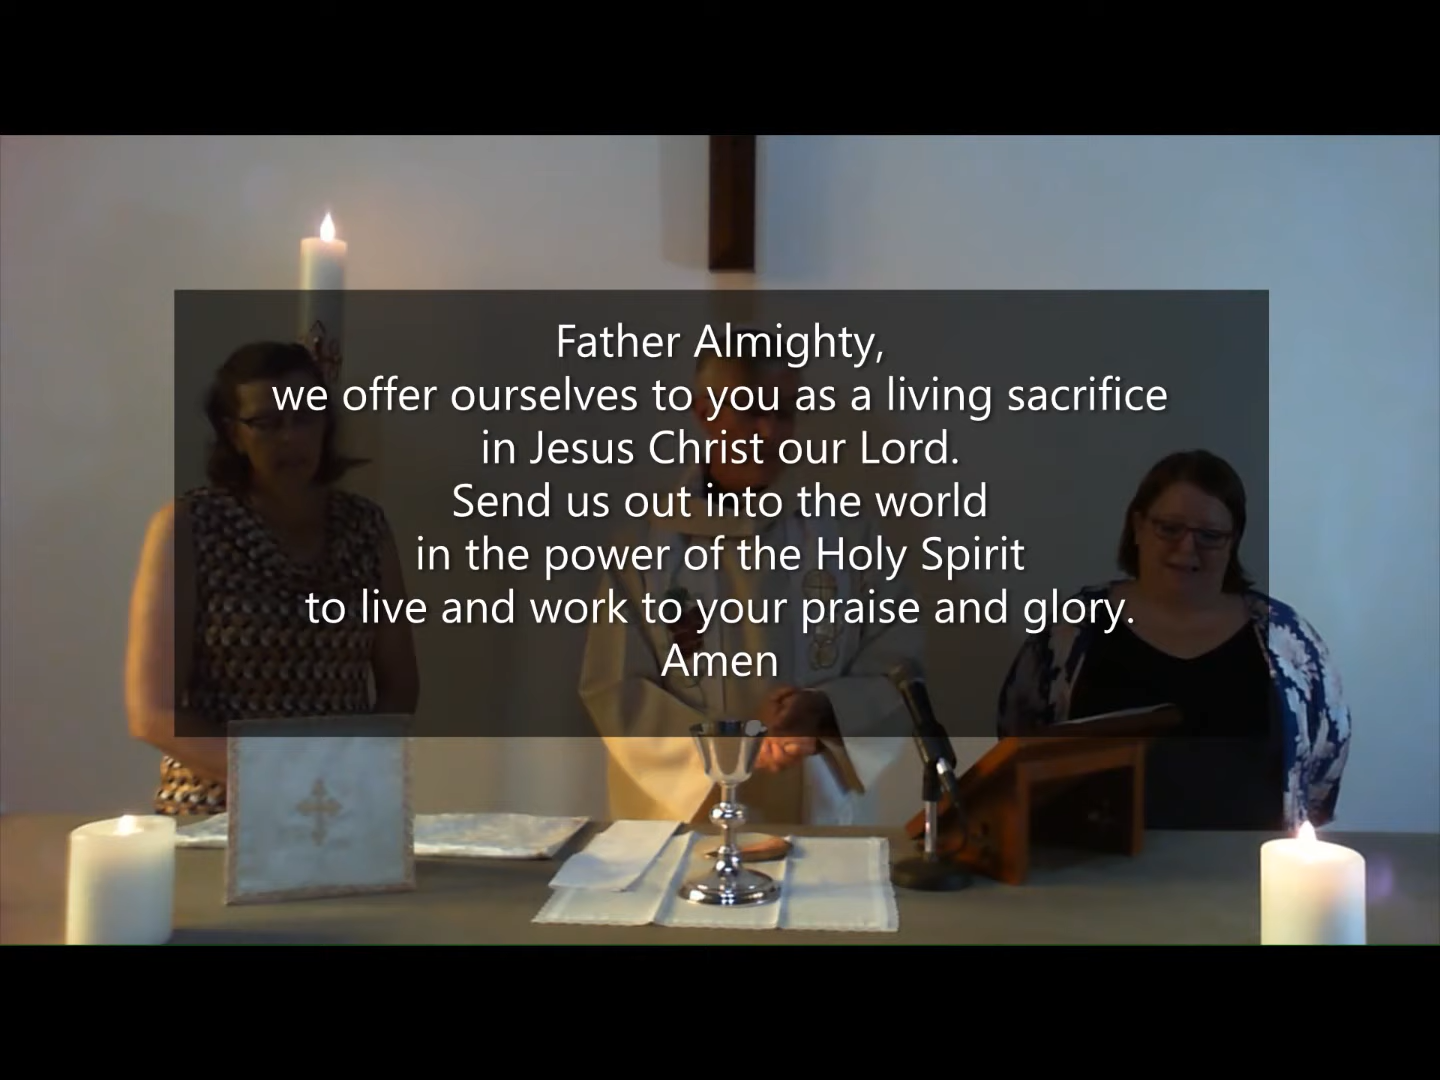 Father Almighty,
we offer ourselves to you as a living sacrifice
in Jesus Christ our Lord.
Send us out into the world
in the power of the Holy Spirit
to live and work to your praise and glory.
Amen